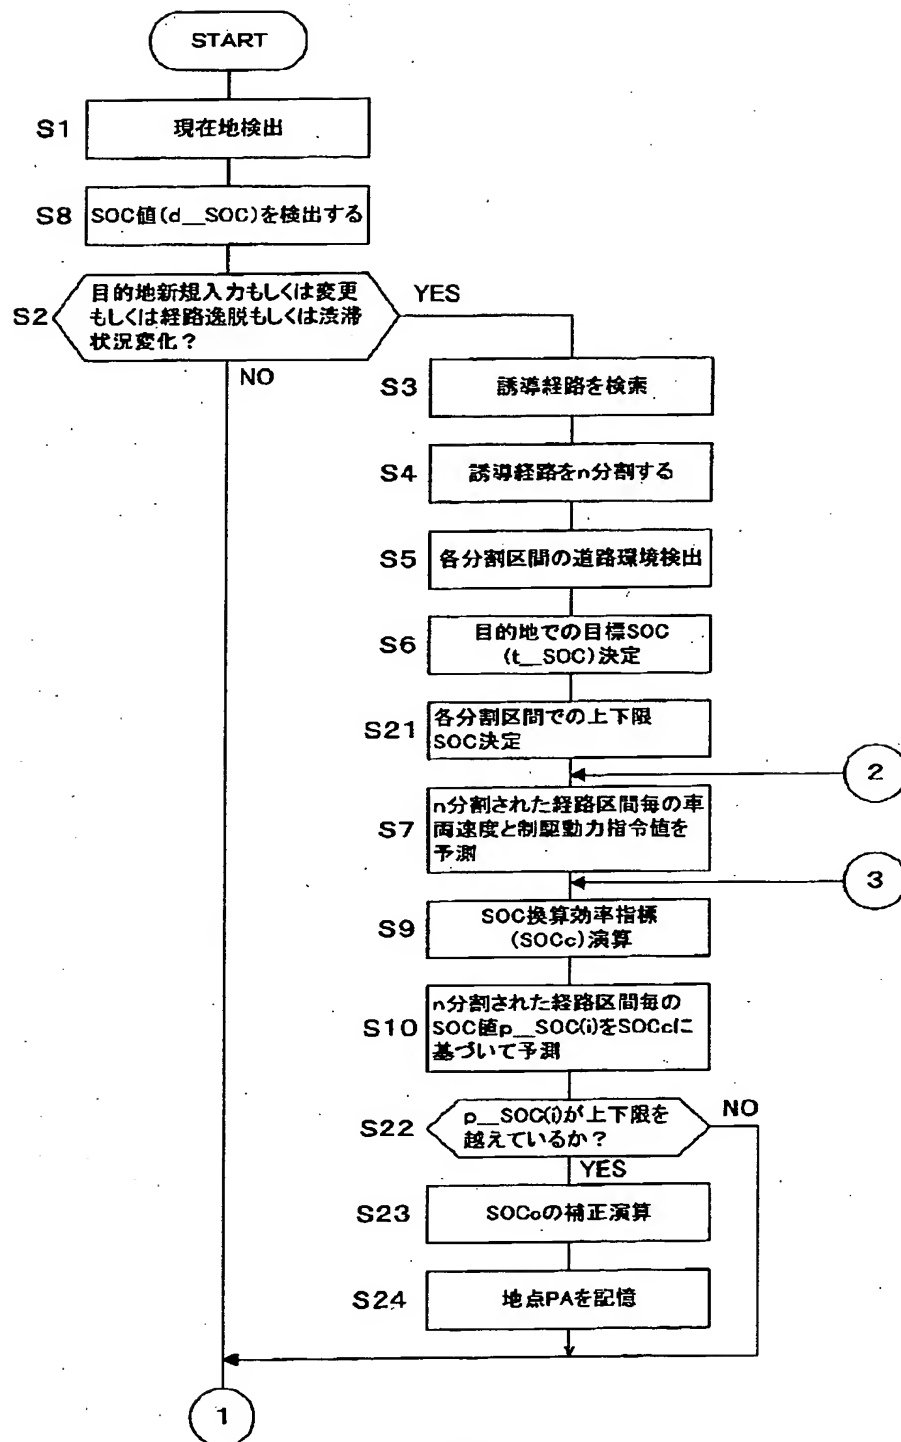 START
S1
現在地検出
S8
SOC値(d__SOC)を検出する
S2
目的地新規入力もしくは変更
もしくは経路逸脱もしくは渋滞
状況変化？
YES
NO
S3
誘導経路を検索
S4
誘導経路をn分割する
S5
各分割区間の道路環境検出
S6
目的地での目標SOC
(t__SOC)決定
S21
各分割区間での上下限
SOC決定
2
S7
n分割された経路区間毎の車
両速度と制駆動力指令値を
予測
3
S9
SOC換算効率指標
(SOCc)演算
S10
n分割された経路区間毎の
SOC値p__SOC(i)をSOCcに
基づいて予測
S22
p__SOC(i)が上下限を
越えているか？
NO
YES
S23
SOCcの補正演算
S24
地点PAを記憶
1